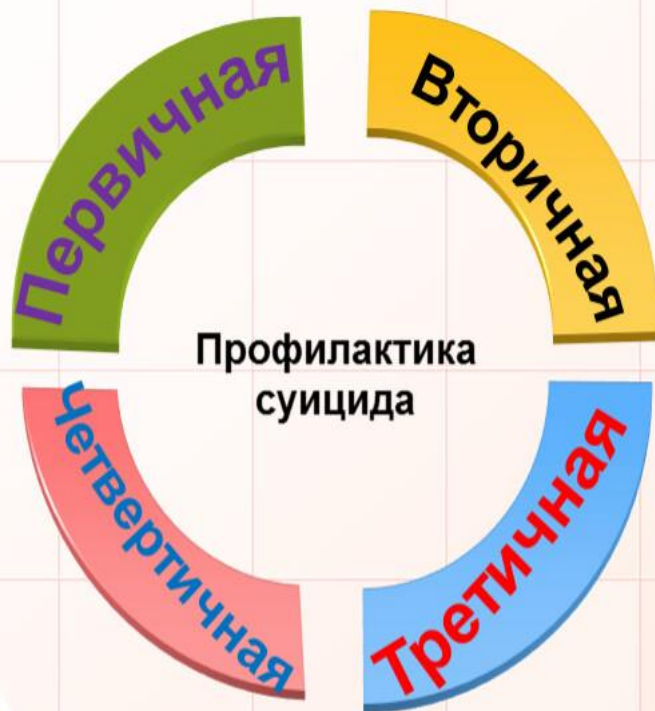 Первичная
Вторичная
Профилактика
суицида
Четвертичная
Третичная